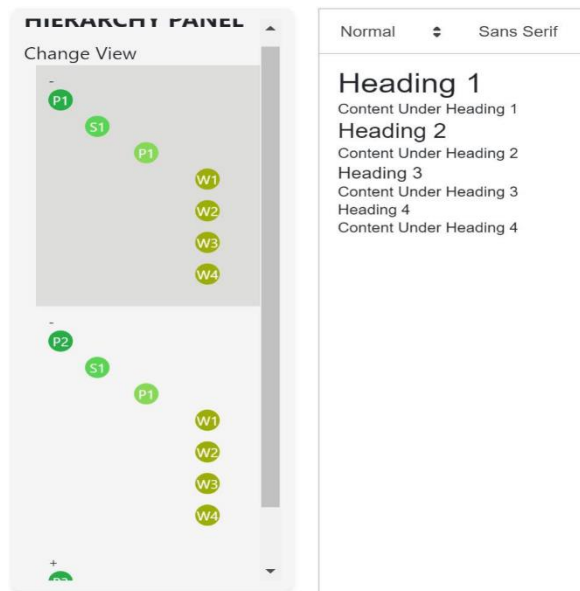 HIERARCHY PANEL
Change View
-
P1
S1
P1
W1
W2
W3
W4
-
P2
S1
P1
W1
W2
W3
W4
+
Normal Sans Serif
Heading 1
Content Under Heading 1
Heading 2
Content Under Heading 2
Heading 3
Content Under Heading 3
Heading 4
Content Under Heading 4